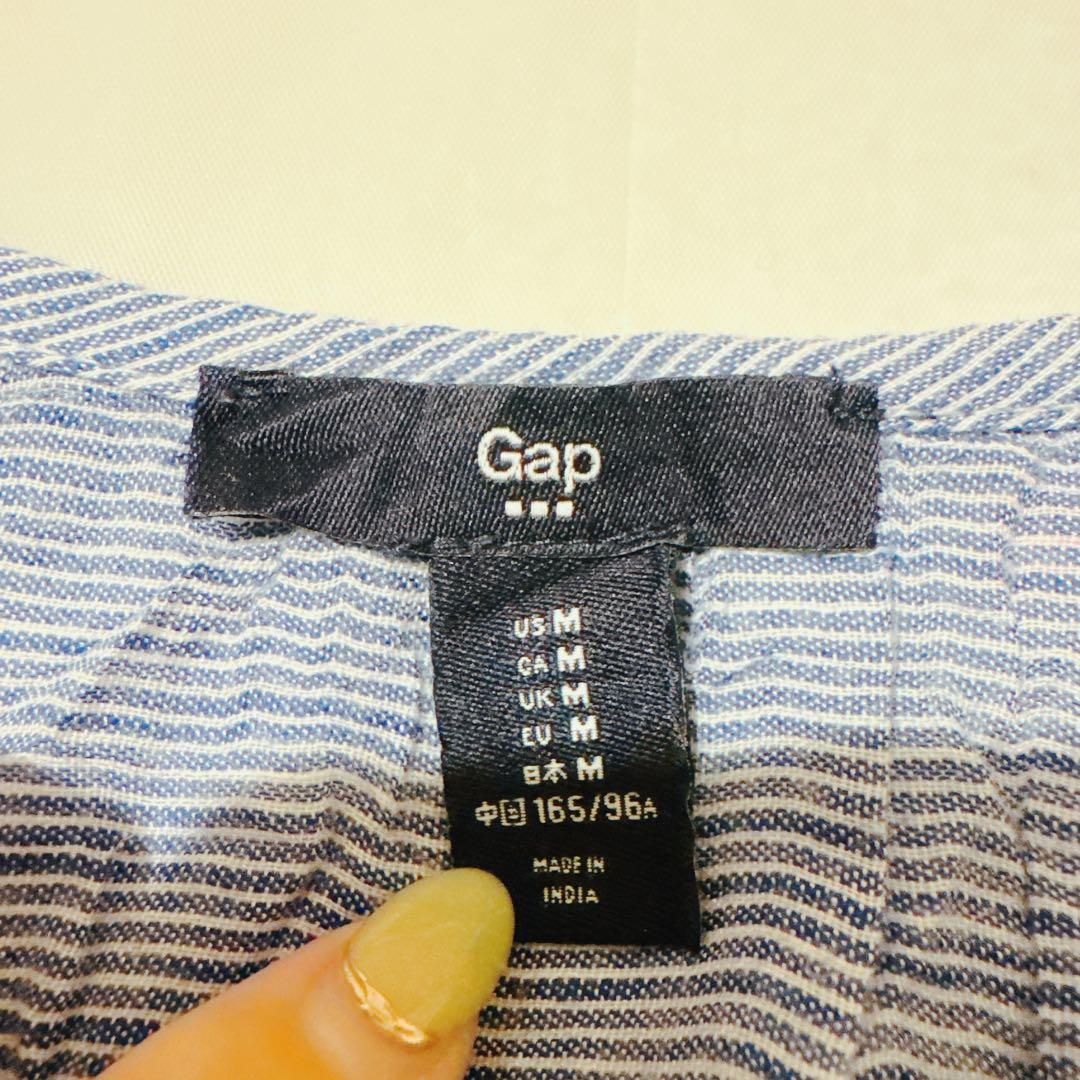 Gap
US M
CA M
UK M
EU M
日本 M
中国 165/96A
MADE IN
INDIA